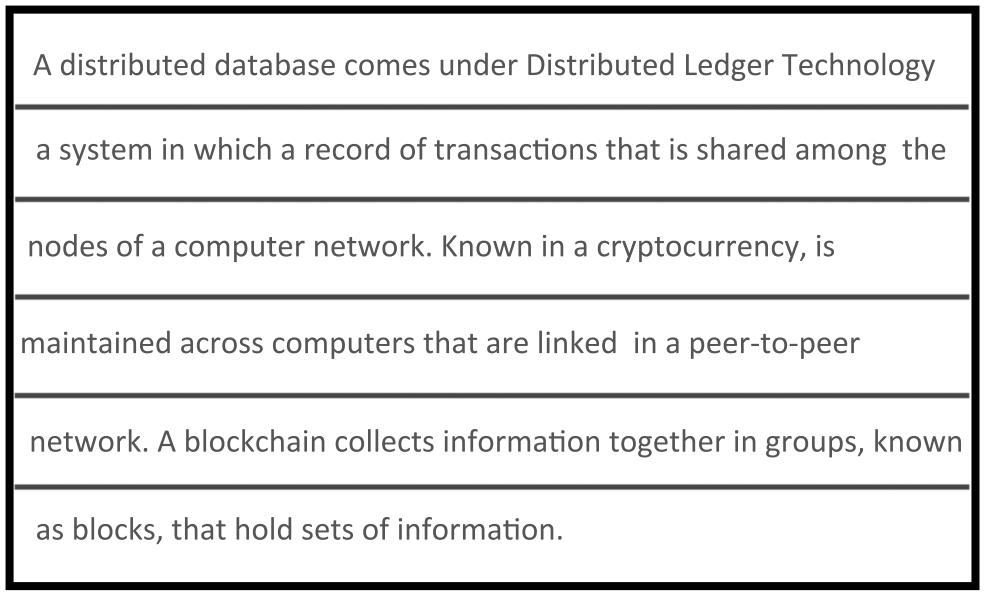 A distributed database comes under Distributed Ledger Technology
a system in which a record of transactions that is shared among  the
nodes of a computer network. Known in a cryptocurrency, is
maintained across computers that are linked  in a peer-to-peer
network. A blockchain collects information together in groups, known
as blocks, that hold sets of information.